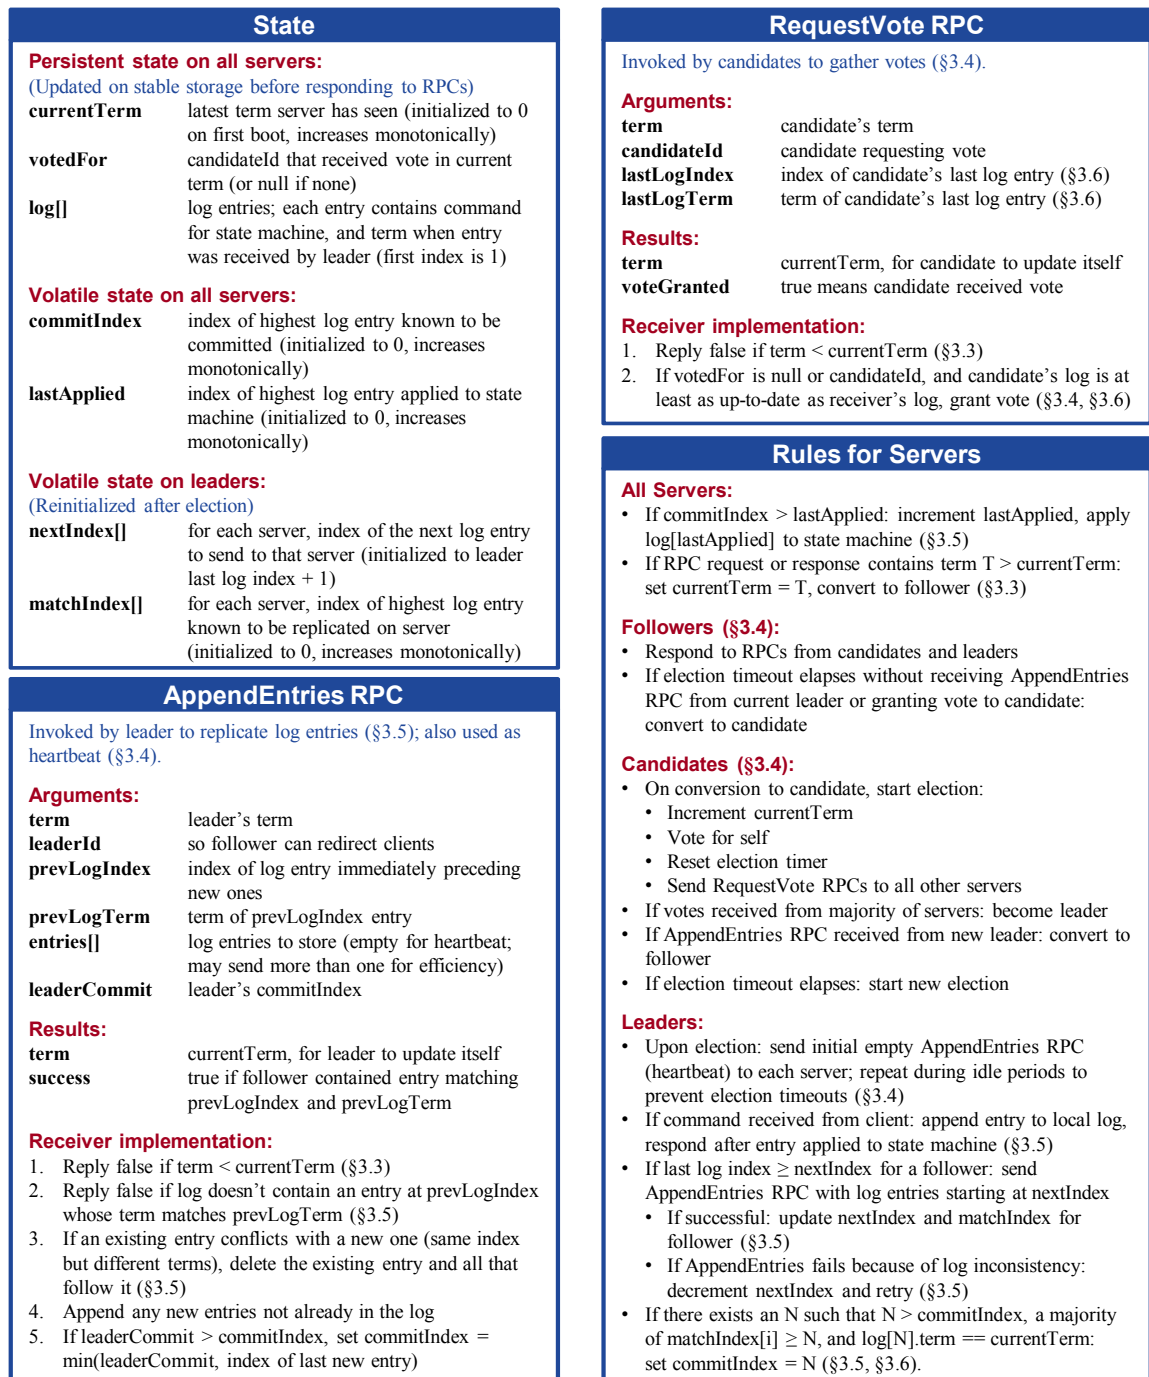 State
Persistent state on all servers:
(Updated on stable storage before responding to RPCs)
currentTerm latest term server has seen (initialized to 0
on first boot, increases monotonically)
votedFor candidateId that received vote in current
term (or null if none)
log[] log entries; each entry contains command
for state machine, and term when entry
was received by leader (first index is 1)
Volatile state on all servers:
commitIndex index of highest log entry known to be
committed (initialized to 0, increases
monotonically)
lastApplied index of highest log entry applied to state
machine (initialized to 0, increases
monotonically)
Volatile state on leaders:
(Reinitialized after election)
nextIndex[] for each server, index of the next log entry
to send to that server (initialized to leader
last log index + 1)
matchIndex[] for each server, index of highest log entry
known to be replicated on server
(initialized to 0, increases monotonically)
AppendEntries RPC
Invoked by leader to replicate log entries (§3.5); also used as
heartbeat (§3.4).
Arguments:
term leader's term
leaderId so follower can redirect clients
prevLogIndex index of log entry immediately preceding
new ones
prevLogTerm term of prevLogIndex entry
entries[] log entries to store (empty for heartbeat;
may send more than one for efficiency)
leaderCommit leader's commitIndex
Results:
term currentTerm, for leader to update itself
success true if follower contained entry matching
prevLogIndex and prevLogTerm
Receiver implementation:
1. Reply false if term < currentTerm (§3.3)
2. Reply false if log doesn't contain an entry at prevLogIndex
whose term matches prevLogTerm (§3.5)
3. If an existing entry conflicts with a new one (same index
but different terms), delete the existing entry and all that
follow it (§3.5)
4. Append any new entries not already in the log
5. If leaderCommit > commitIndex, set commitIndex =
min(leaderCommit, index of last new entry)
RequestVote RPC
Invoked by candidates to gather votes (§3.4).
Arguments:
term candidate's term
candidateId candidate requesting vote
lastLogIndex index of candidate's last log entry (§3.6)
lastLogTerm term of candidate's last log entry (§3.6)
Results:
term currentTerm, for candidate to update itself
voteGranted true means candidate received vote
Receiver implementation:
1. Reply false if term < currentTerm (§3.3)
2. If votedFor is null or candidateId, and candidate's log is at
least as up-to-date as receiver's log, grant vote (§3.4, §3.6)
Rules for Servers
All Servers:
• If commitIndex > lastApplied: increment lastApplied, apply
log[lastApplied] to state machine (§3.5)
• If RPC request or response contains term T > currentTerm:
set currentTerm = T, convert to follower (§3.3)
Followers (§3.4):
• Respond to RPCs from candidates and leaders
• If election timeout elapses without receiving AppendEntries
RPC from current leader or granting vote to candidate:
convert to candidate
Candidates (§3.4):
• On conversion to candidate, start election:
• Increment currentTerm
• Vote for self
• Reset election timer
• Send RequestVote RPCs to all other servers
• If votes received from majority of servers: become leader
• If AppendEntries RPC received from new leader: convert to
follower
• If election timeout elapses: start new election
Leaders:
• Upon election: send initial empty AppendEntries RPC
(heartbeat) to each server; repeat during idle periods to
prevent election timeouts (§3.4)
• If command received from client: append entry to local log,
respond after entry applied to state machine (§3.5)
• If last log index ≥ nextIndex for a follower: send
AppendEntries RPC with log entries starting at nextIndex
• If successful: update nextIndex and matchIndex for
follower (§3.5)
• If AppendEntries fails because of log inconsistency:
decrement nextIndex and retry (§3.5)
• If there exists an N such that N > commitIndex, a majority
of matchIndex[i] ≥ N, and log[N].term == currentTerm:
set commitIndex = N (§3.5, §3.6).